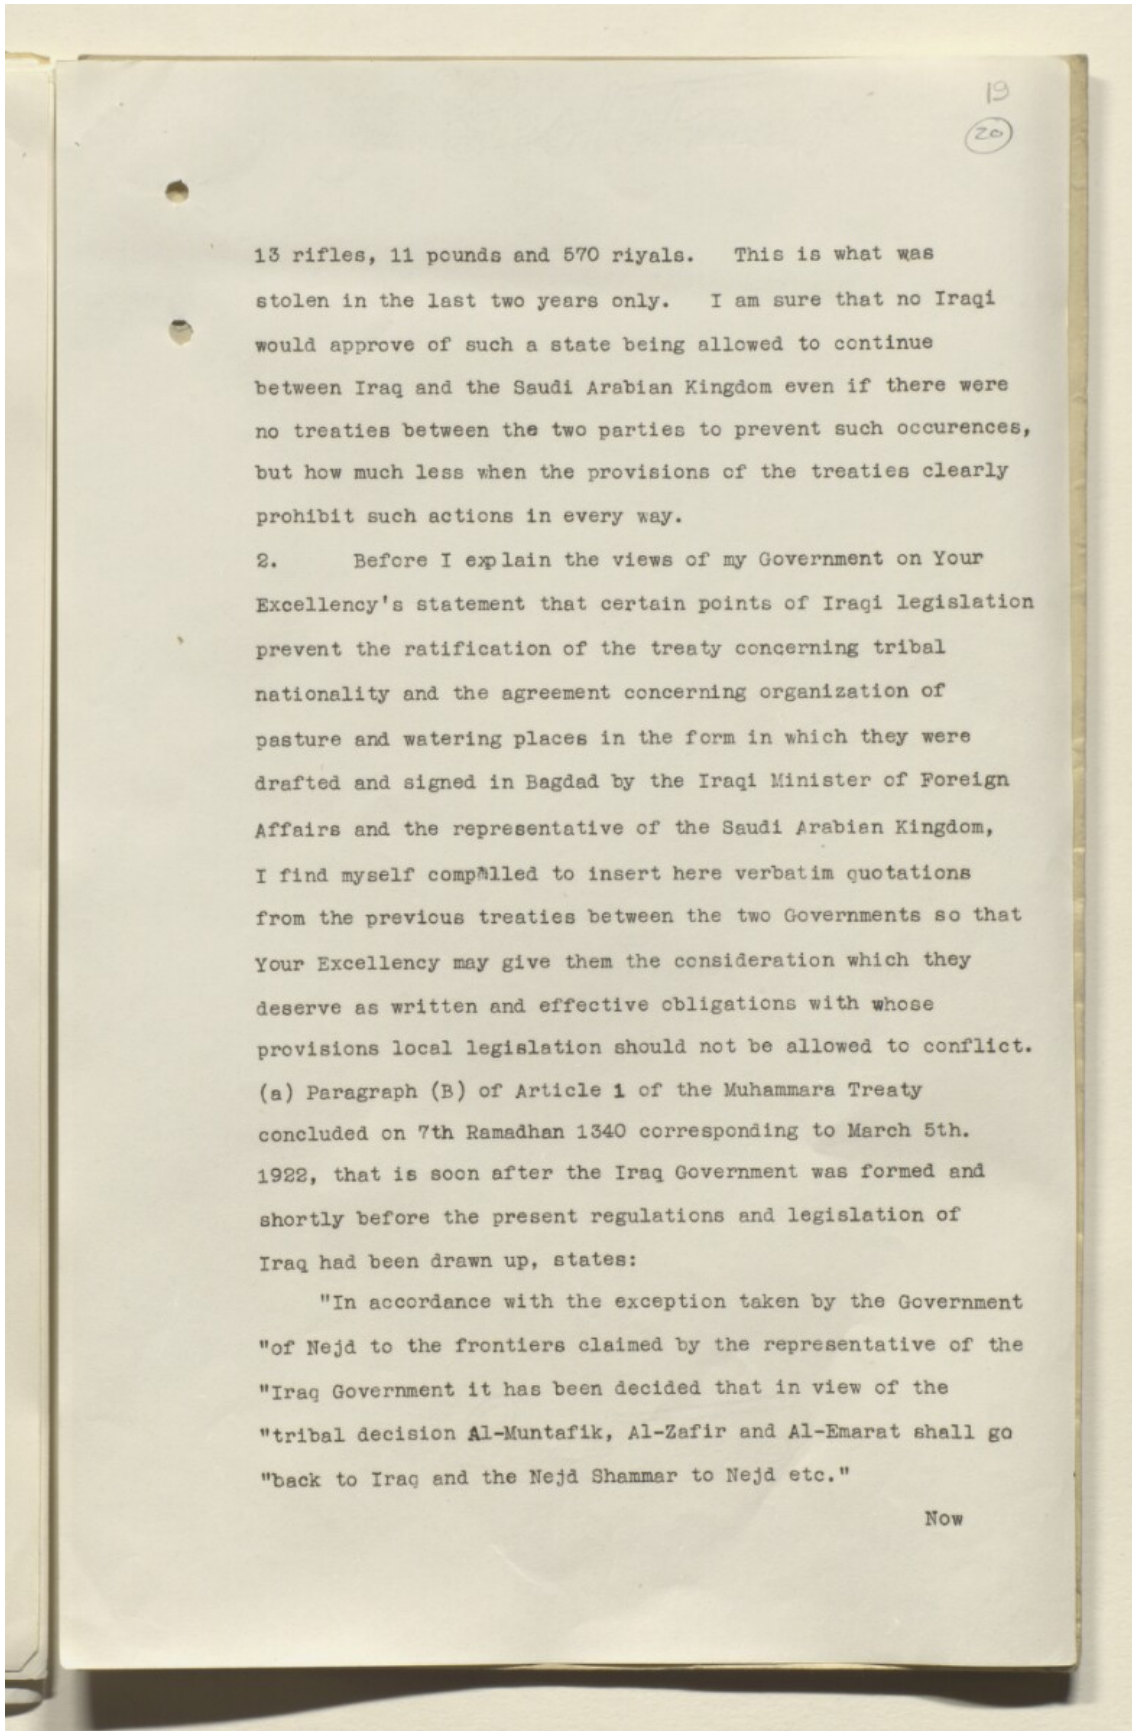 19
20
13 rifles, 11 pounds and 570 riyals. This is what was
stolen in the last two years only. I am sure that no Iraqi
would approve of such a state being allowed to continue
between Iraq and the Saudi Arabian Kingdom even if there were
no treaties between the two parties to prevent such occurences,
but how much less when the provisions of the treaties clearly
prohibit such actions in every way.
2. Before I explain the views of my Government on Your
Excellency's statement that certain points of Iraqi legislation
prevent the ratification of the treaty concerning tribal
nationality and the agreement concerning organization of
pasture and watering places in the form in which they were
drafted and signed in Bagdad by the Iraqi Minister of Foreign
Affairs and the representative of the Saudi Arabian Kingdom,
I find myself compelled to insert here verbatim quotations
from the previous treaties between the two Governments so that
Your Excellency may give them the consideration which they
deserve as written and effective obligations with whose
provisions local legislation should not be allowed to conflict.
(a) Paragraph (B) of Article 1 of the Muhammara Treaty
concluded on 7th Ramadhan 1340 corresponding to March 5th.
1922, that is soon after the Iraq Government was formed and
shortly before the present regulations and legislation of
Iraq had been drawn up, states:
"In accordance with the exception taken by the Government
"of Nejd to the frontiers claimed by the representative of the
"Iraq Government it has been decided that in view of the
"tribal decision Al-Muntafik, Al-Zafir and Al-Emarat shall go
"back to Iraq and the Nejd Shammar to Nejd etc."
Now